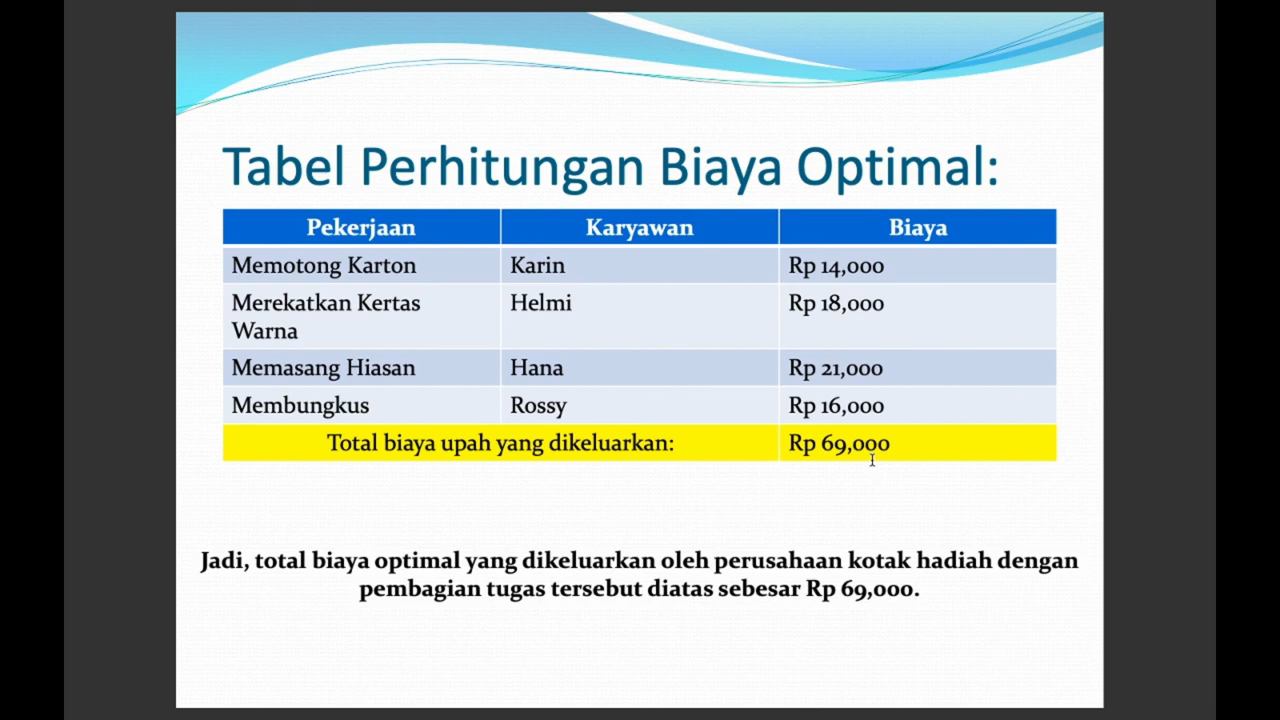 Tabel Perhitungan Biaya Optimal:
Pekerjaan Karyawan Biaya
Memotong Karton Karin Rp 14,000
Merekatkan Kertas Warna Helmi Rp 18,000
Memasang Hiasan Hana Rp 21,000
Membungkus Rossy Rp 16,000
Total biaya upah yang dikeluarkan: Rp 69,000
Jadi, total biaya optimal yang dikeluarkan oleh perusahaan kotak hadiah dengan
pembagian tugas tersebut diatas sebesar Rp 69,000.